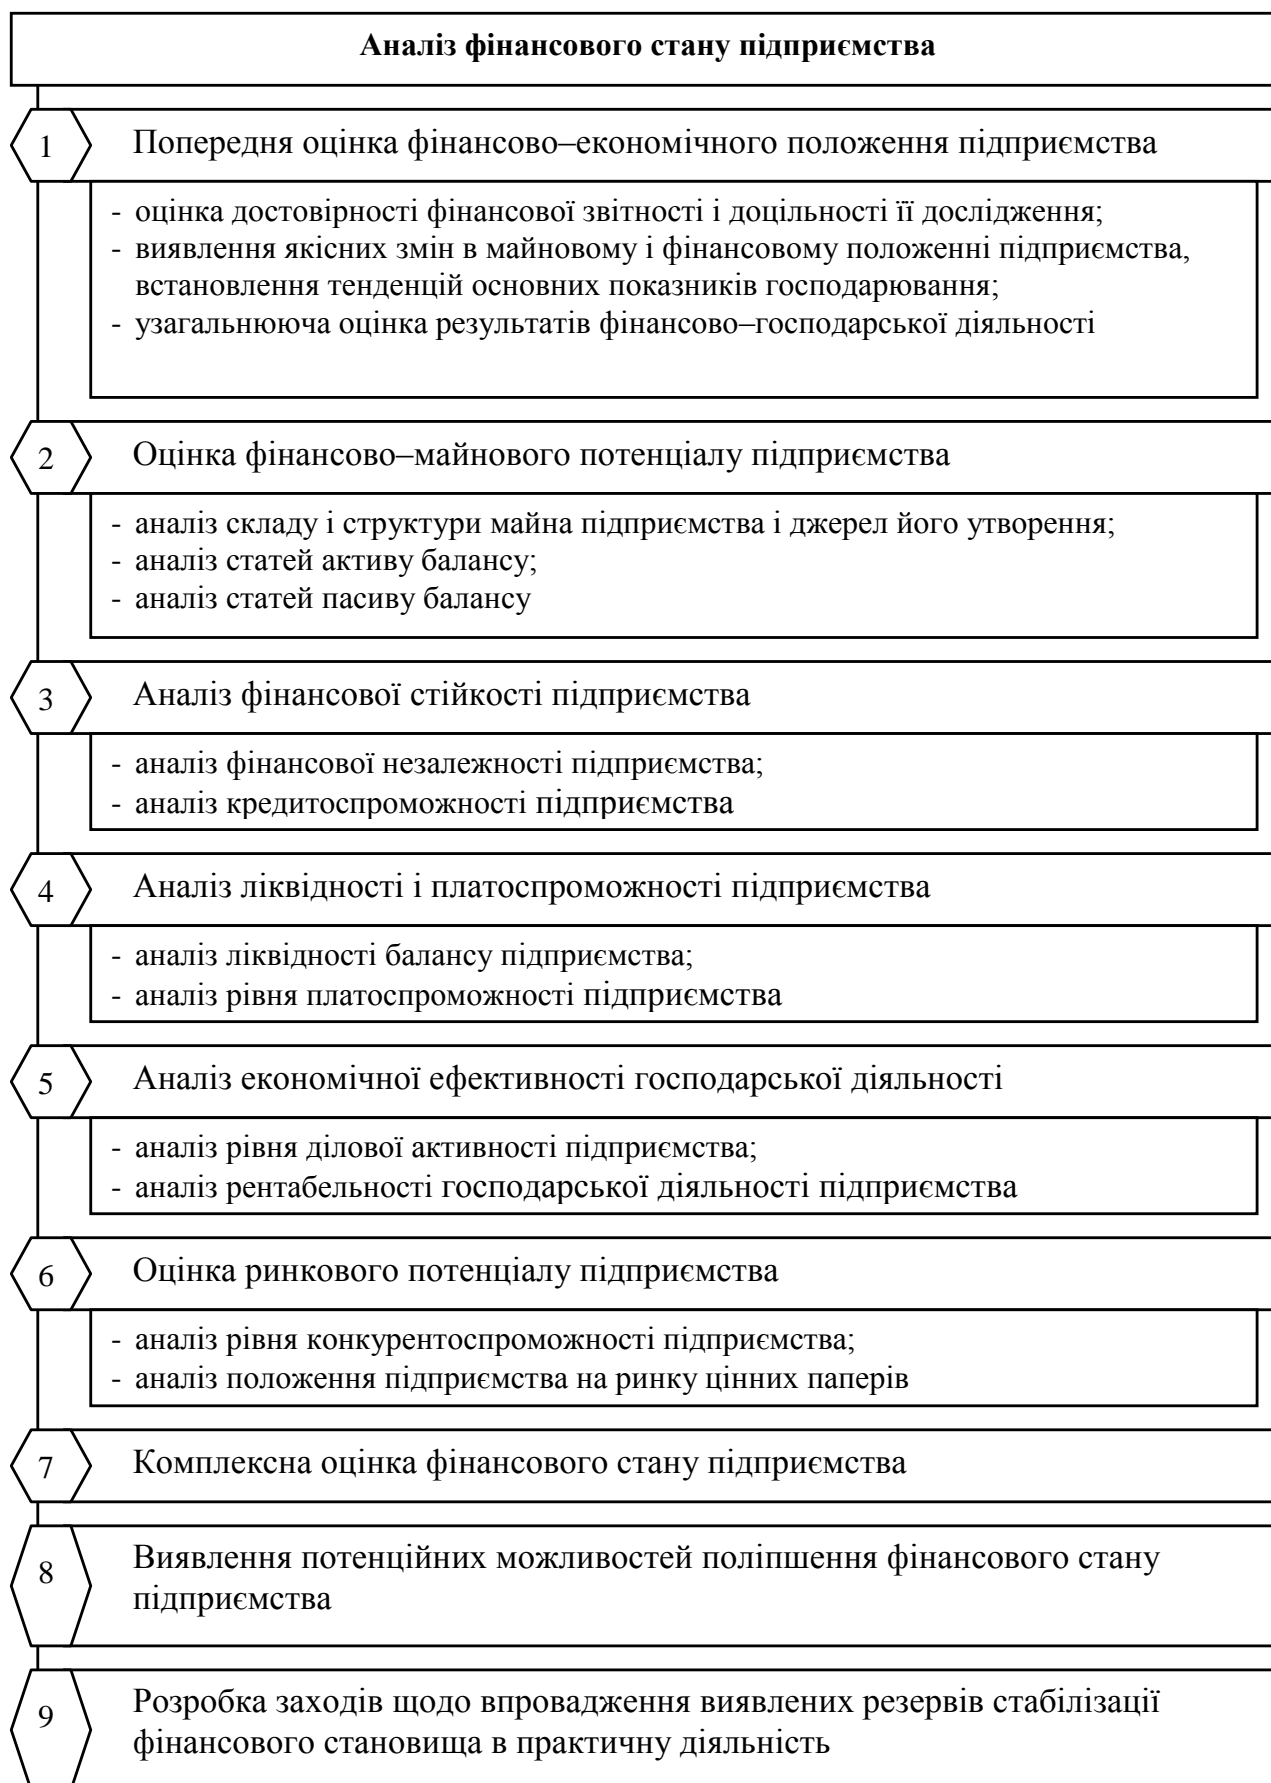 Аналіз фінансового стану підприємства
1 Попередня оцінка фінансово–економічного положення підприємства
- оцінка достовірності фінансової звітності і доцільності її дослідження;
- виявлення якісних змін в майновому і фінансовому положенні підприємства,
встановлення тенденцій основних показників господарювання;
- узагальнююча оцінка результатів фінансово–господарської діяльності
2 Оцінка фінансово–майнового потенціалу підприємства
- аналіз складу і структури майна підприємства і джерел його утворення;
- аналіз статей активу балансу;
- аналіз статей пасиву балансу
3 Аналіз фінансової стійкості підприємства
- аналіз фінансової незалежності підприємства;
- аналіз кредитоспроможності підприємства
4 Аналіз ліквідності і платоспроможності підприємства
- аналіз ліквідності балансу підприємства;
- аналіз рівня платоспроможності підприємства
5 Аналіз економічної ефективності господарської діяльності
- аналіз рівня ділової активності підприємства;
- аналіз рентабельності господарської діяльності підприємства
6 Оцінка ринкового потенціалу підприємства
- аналіз рівня конкурентоспроможності підприємства;
- аналіз положення підприємства на ринку цінних паперів
7 Комплексна оцінка фінансового стану підприємства
8 Виявлення потенційних можливостей поліпшення фінансового стану
підприємства
9 Розробка заходів щодо впровадження виявлених резервів стабілізації
фінансового становища в практичну діяльність